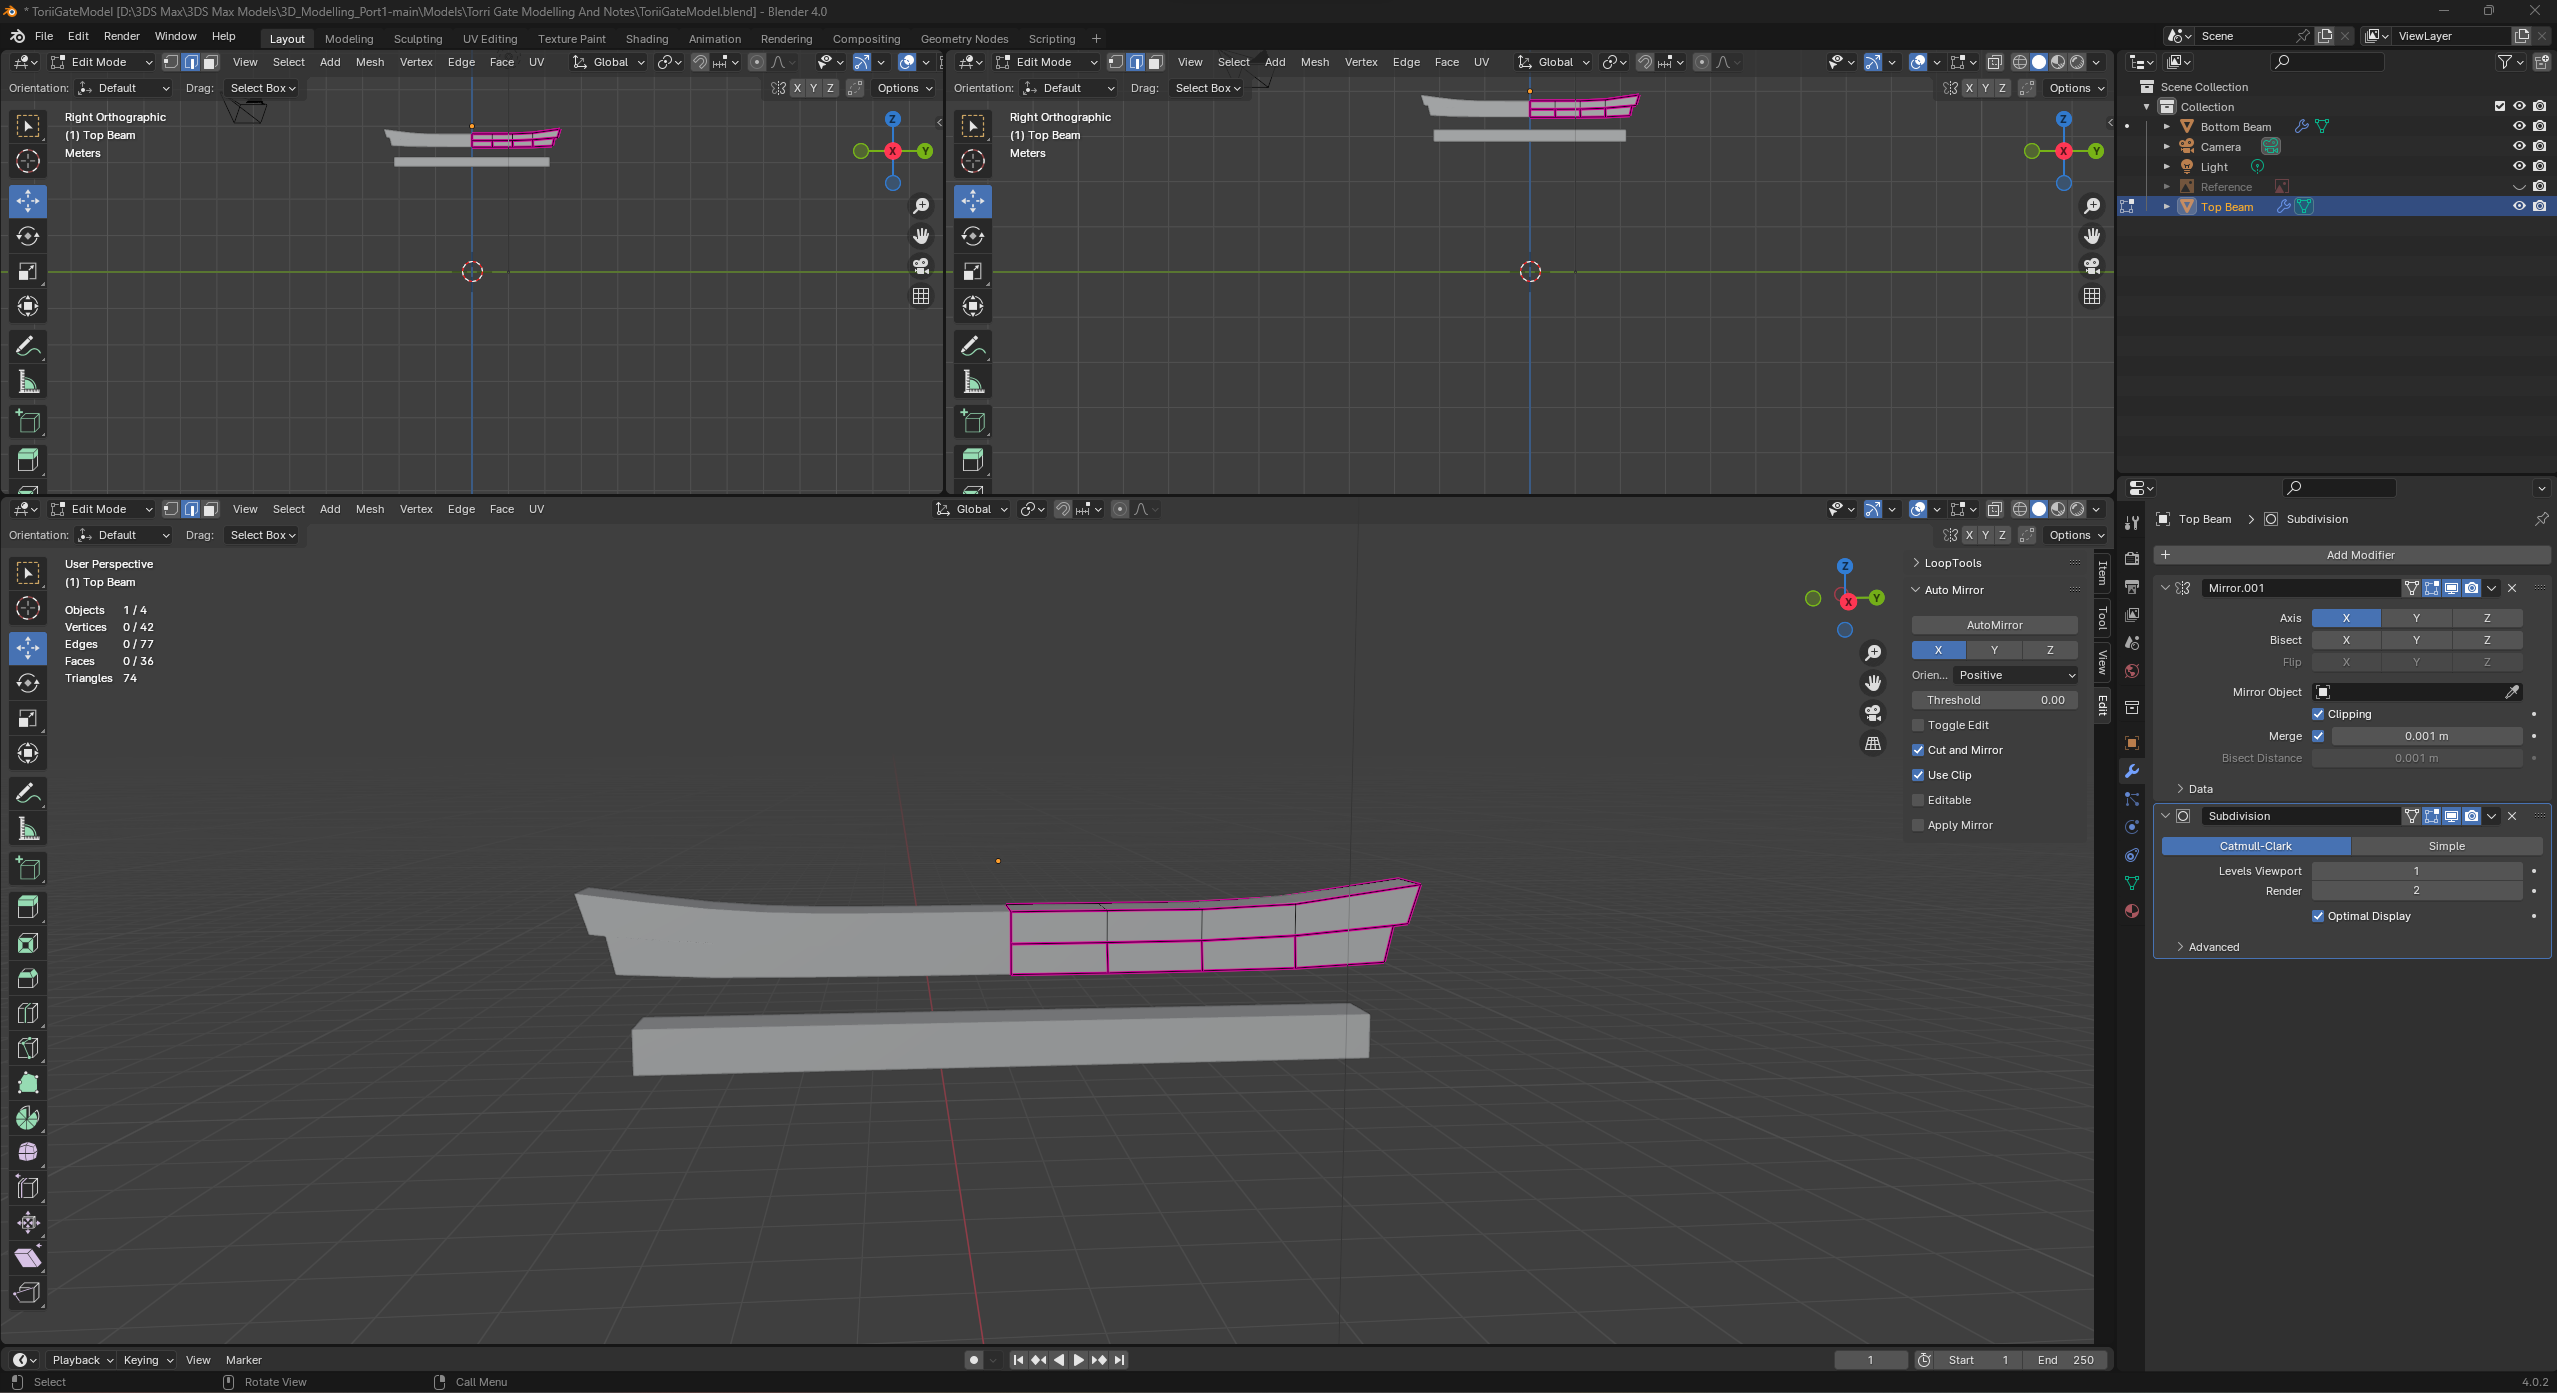 * ToriiGateModel [D:\3DS Max\3DS Max Models\3D_Modelling_Port1-main\Models\Torri Gate Modelling And Notes\ToriiGateModel.blend] - Blender 4.0
File Edit Render Window Help Layout Modeling Sculpting UV Editing Texture Paint Shading Animation Rendering Compositing Geometry Nodes Scripting + Scene ViewLayer
Edit Mode View Select Add Mesh Vertex Edge Face UV Global
Orientation: Default Drag: Select Box X Y Z Options
Right Orthographic
(1) Top Beam
Meters
Z
X
Y
Edit Mode View Select Add Mesh Vertex Edge Face UV Global
Orientation: Default Drag: Select Box X Y Z Options
Right Orthographic
(1) Top Beam
Meters
Z
X
Y
Scene Collection
Collection
Bottom Beam
Camera
Light
Reference
Top Beam
Edit Mode View Select Add Mesh Vertex Edge Face UV Global
Orientation: Default Drag: Select Box X Y Z Options
User Perspective
(1) Top Beam
Objects 1 / 4
Vertices 0 / 42
Edges 0 / 77
Faces 0 / 36
Triangles 74
Z
X
Y
LoopTools
Auto Mirror
AutoMirror
X Y Z
Orien... Positive
Threshold 0.00
Toggle Edit
Cut and Mirror
Use Clip
Editable
Apply Mirror
Item
Tool
View
Edit
Top Beam Subdivision
Add Modifier
Mirror.001
Axis X Y Z
Bisect X Y Z
Flip X Y Z
Mirror Object
Clipping
Merge 0.001 m
Bisect Distance 0.001 m
Data
Subdivision
Catmull-Clark Simple
Levels Viewport 1
Render 2
Optimal Display
Advanced
Playback Keying View Marker 1 Start 1 End 250
Select Rotate View Call Menu 4.0.2